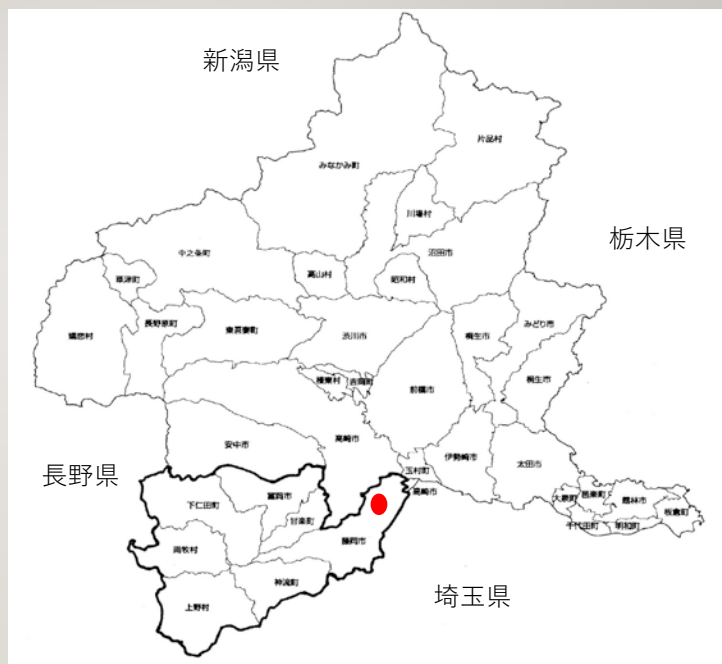 新潟県
片品村
みなかみ町
川場村
栃木県
沼田市
中之条町
高山村
昭和村
草津町
嬬恋村
長野原町
東吾妻町
渋川市
桐生市
みどり市
榛東村
吉岡町
前橋市
桐生市
安中市
高崎市
伊勢崎市
太田市
玉村町
長野県
高崎市
大泉町
邑楽町
館林市
板倉町
千代田町
明和町
下仁田町
富岡市
甘楽町
藤岡市
南牧村
神流町
上野村
埼玉県